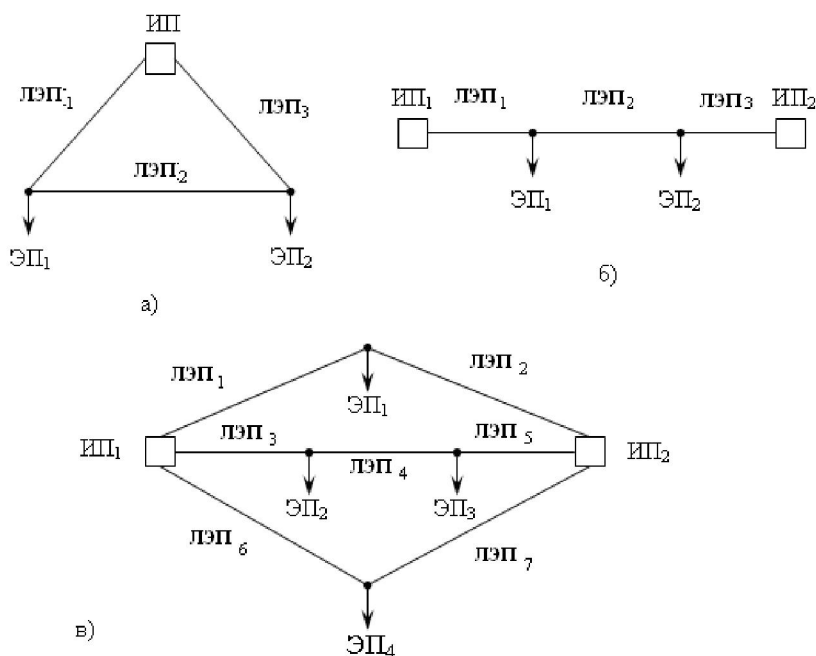 ИП
ЛЭП1
ЛЭП3
ЛЭП2
ЭП1
ЭП2
а)
ИП1
ЛЭП1
ЛЭП2
ЛЭП3
ИП2
ЭП1
ЭП2
б)
ЛЭП 1
ЛЭП 2
ЭП1
ИП1
ЛЭП 3
ЛЭП 4
ЛЭП 5
ИП2
ЭП2
ЭП3
ЛЭП 6
ЛЭП 7
в)
ЭП4